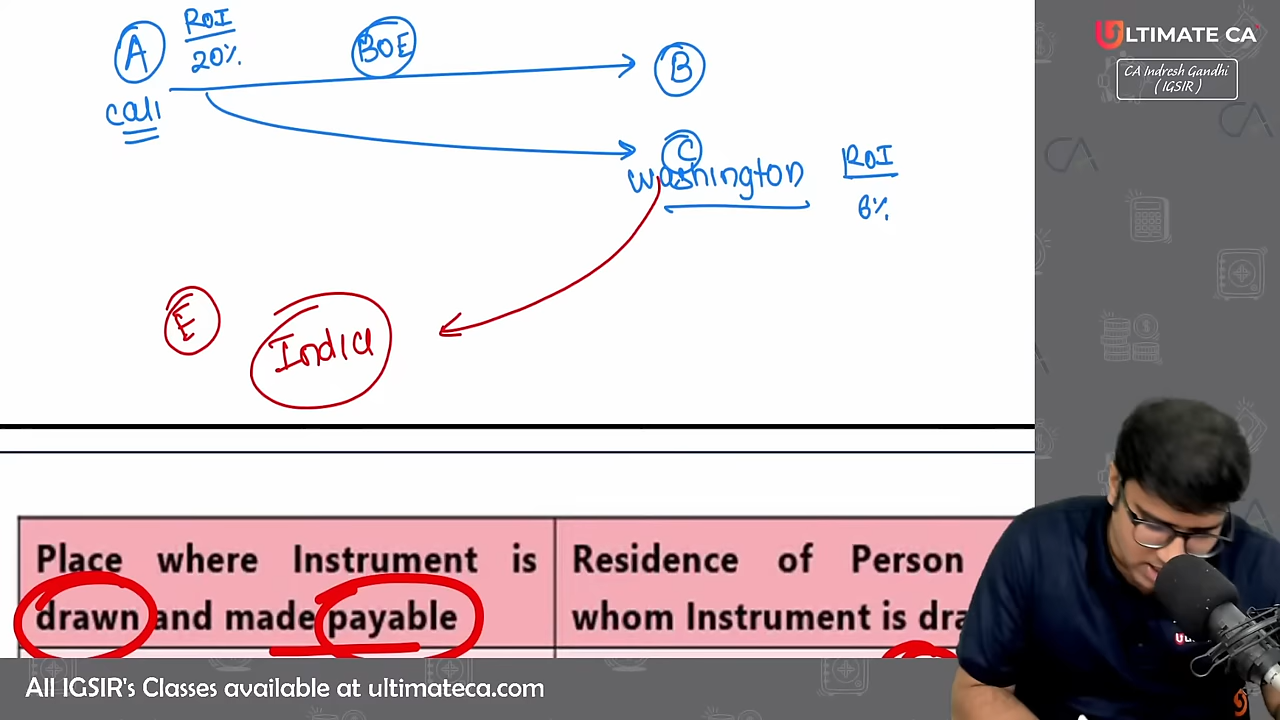 A
ROI
20%
BOE
B
cali
C
washington
ROI
6%
E
India
Place where Instrument is
drawn and made payable
Residence of Person
whom Instrument is dra
ULTIMATE CA
CA Indresh Gandhi
( IGSIR )
All IGSIR's Classes available at ultimateca.com